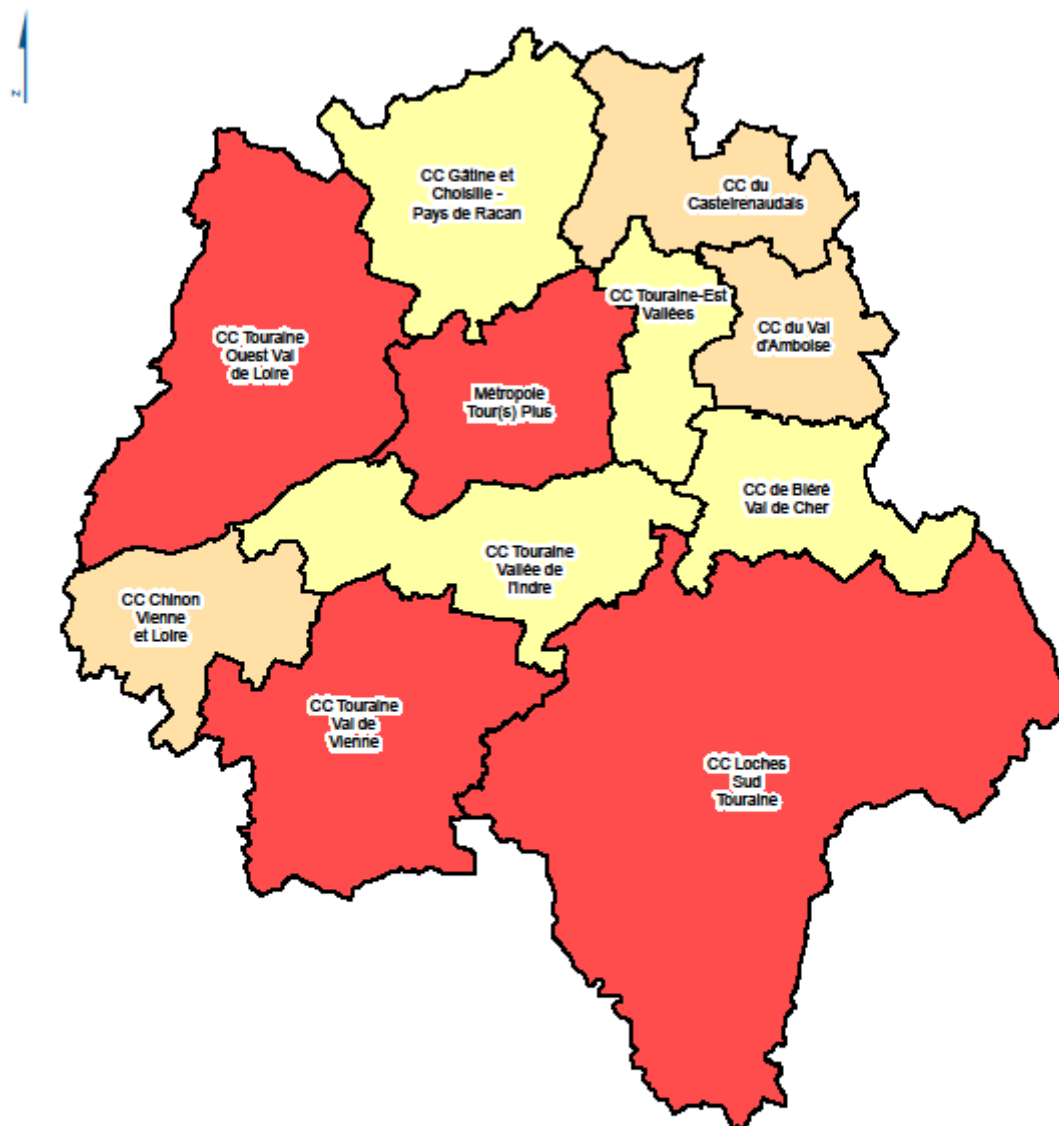 N
CC Gâtine et
Choisille -
Pays de Racan
CC du
Castelrenaudais
CC Touraine-Est
Vallées
CC du Val
d'Amboise
CC Touraine
Ouest Val
de Loire
Métropole
Tour(s) Plus
CC de Bléré
Val de Cher
CC Touraine
Vallée de
l'Indre
CC Chinon
Vienne
et Loire
CC Touraine
Val de
Vienne
CC Loches
Sud
Touraine